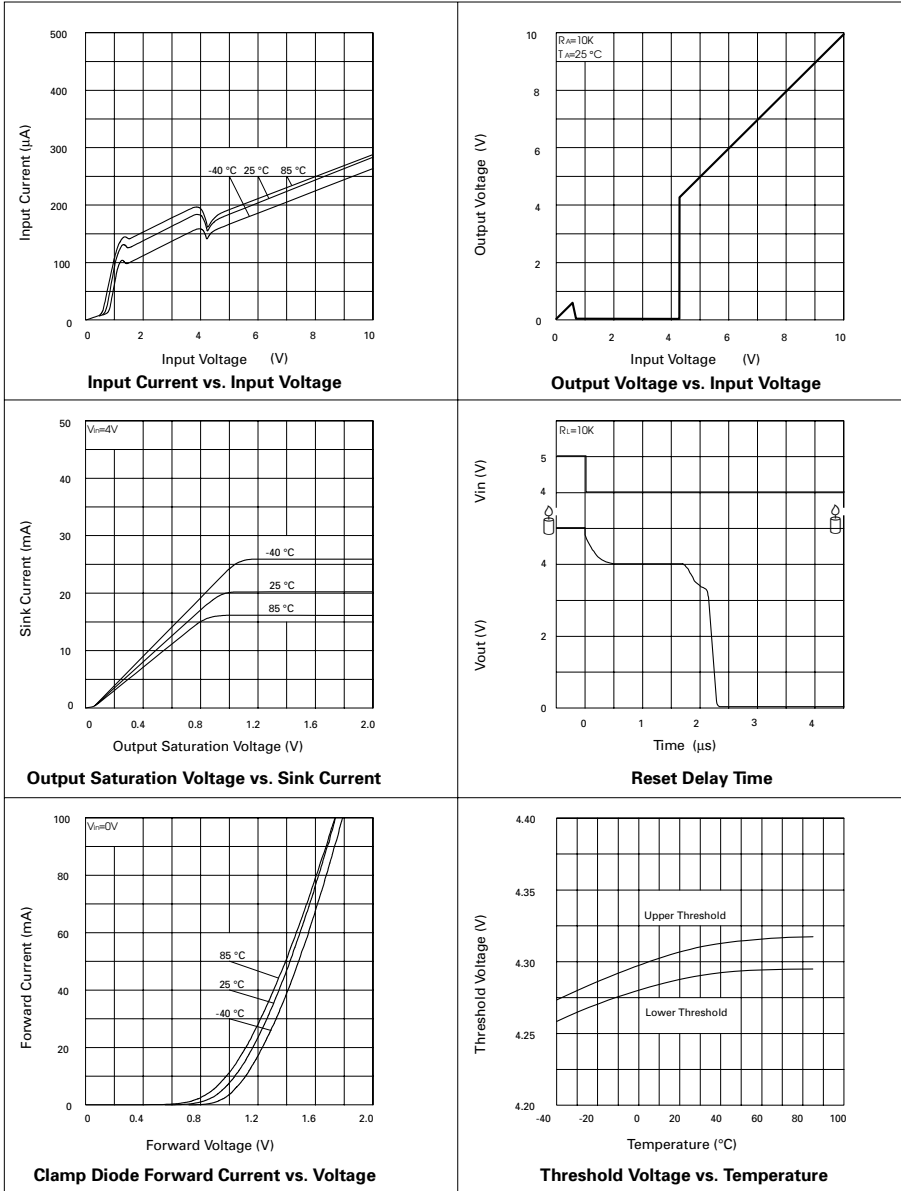 500
400
300
200
100
0
Input Current (µA)
-40 °C 25 °C 85 °C
0 2 4 6 8 10
Input Voltage (V)
Input Current vs. Input Voltage
10
8
6
4
2
0
RA=10K
TA=25 °C
Output Voltage (V)
0 2 4 6 8 10
Input Voltage (V)
Output Voltage vs. Input Voltage
50
40
30
20
10
0
Vin=4V
Sink Current (mA)
-40 °C
25 °C
85 °C
0 0.4 0.8 1.2 1.6 2.0
Output Saturation Voltage (V)
Output Saturation Voltage vs. Sink Current
RL=10K
Vin (V)
5
4
Vout (V)
4
2
0
0 1 2 3 4
Time (µs)
Reset Delay Time
100
80
60
40
20
0
Vin=0V
Forward Current (mA)
85 °C
25 °C
-40 °C
0 0.4 0.8 1.2 1.6 2.0
Forward Voltage (V)
Clamp Diode Forward Current vs. Voltage
4.40
4.35
4.30
4.25
4.20
Threshold Voltage (V)
Upper Threshold
Lower Threshold
-40 -20 0 20 40 60 80 100
Temperature (°C)
Threshold Voltage vs. Temperature